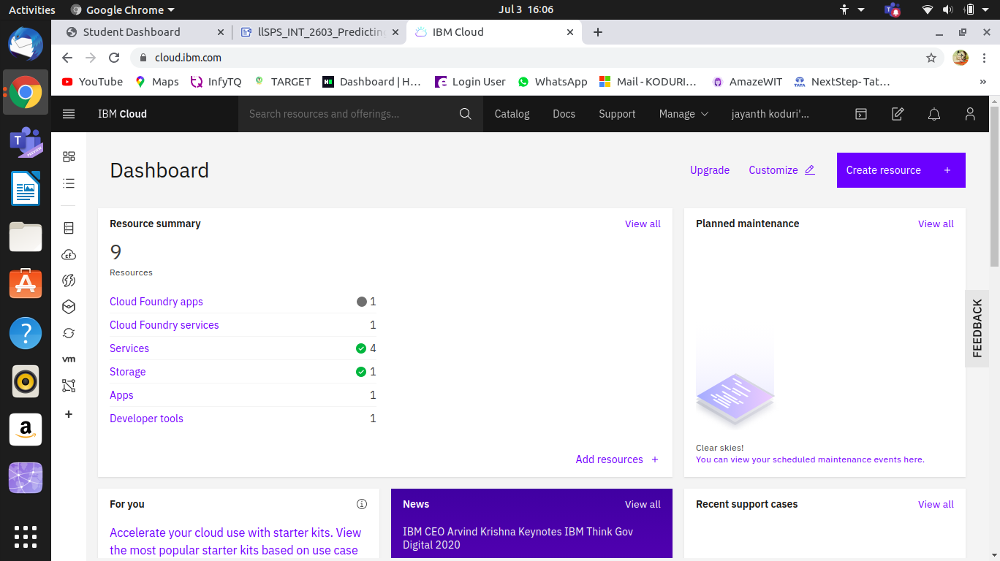 Activities Google Chrome Jul 3 16:06
Student Dashboard llSPS_INT_2603_Predicting IBM Cloud
cloud.ibm.com
YouTube Maps InfyTQ TARGET Dashboard | H... Login User WhatsApp Mail - KODURI... AmazeWIT NextStep- Tat... »
IBM Cloud Search resources and offerings... Catalog Docs Support Manage jayanth koduri'...
Dashboard Upgrade Customize Create resource +
Resource summary View all
9
Resources
Cloud Foundry apps 1
Cloud Foundry services 1
Services 4
Storage 1
Apps 1
Developer tools 1
Add resources +
Planned maintenance View all
Clear skies!
You can view your scheduled maintenance events here.
FEEDBACK
cf
vm
For you
Accelerate your cloud use with starter kits. View
the most popular starter kits based on use case
News View all
IBM CEO Arvind Krishna Keynotes IBM Think Gov
Digital 2020
Recent support cases View all